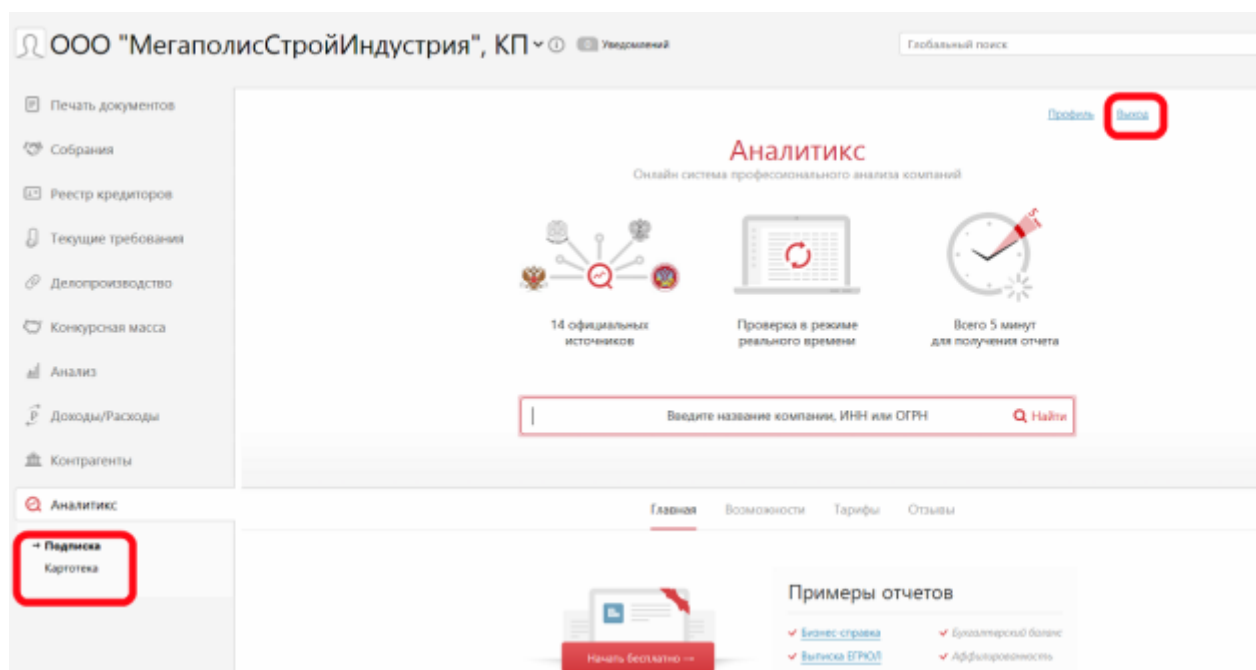 ООО "МегаполисСтройИндустрия", КП
Уведомлений
Глобальный поиск
Печать документов
Собрания
Реестр кредиторов
Текущие требования
Делопроизводство
Конкурсная масса
Анализ
Доходы/Расходы
Контрагенты
Аналитикс
→ Подписка
Картотека
Профиль Выход
Аналитикс
Онлайн система профессионального анализа компаний
14 официальных
источников
Проверка в режиме
реального времени
Всего 5 минут
для получения отчета
Введите название компании, ИНН или ОГРН Найти
Главная Возможности Тарифы Отзывы
Начать бесплатно →
Примеры отчетов
Бизнес-справка Бухгалтерский баланс
Выписка ЕГРЮЛ Аффилированность